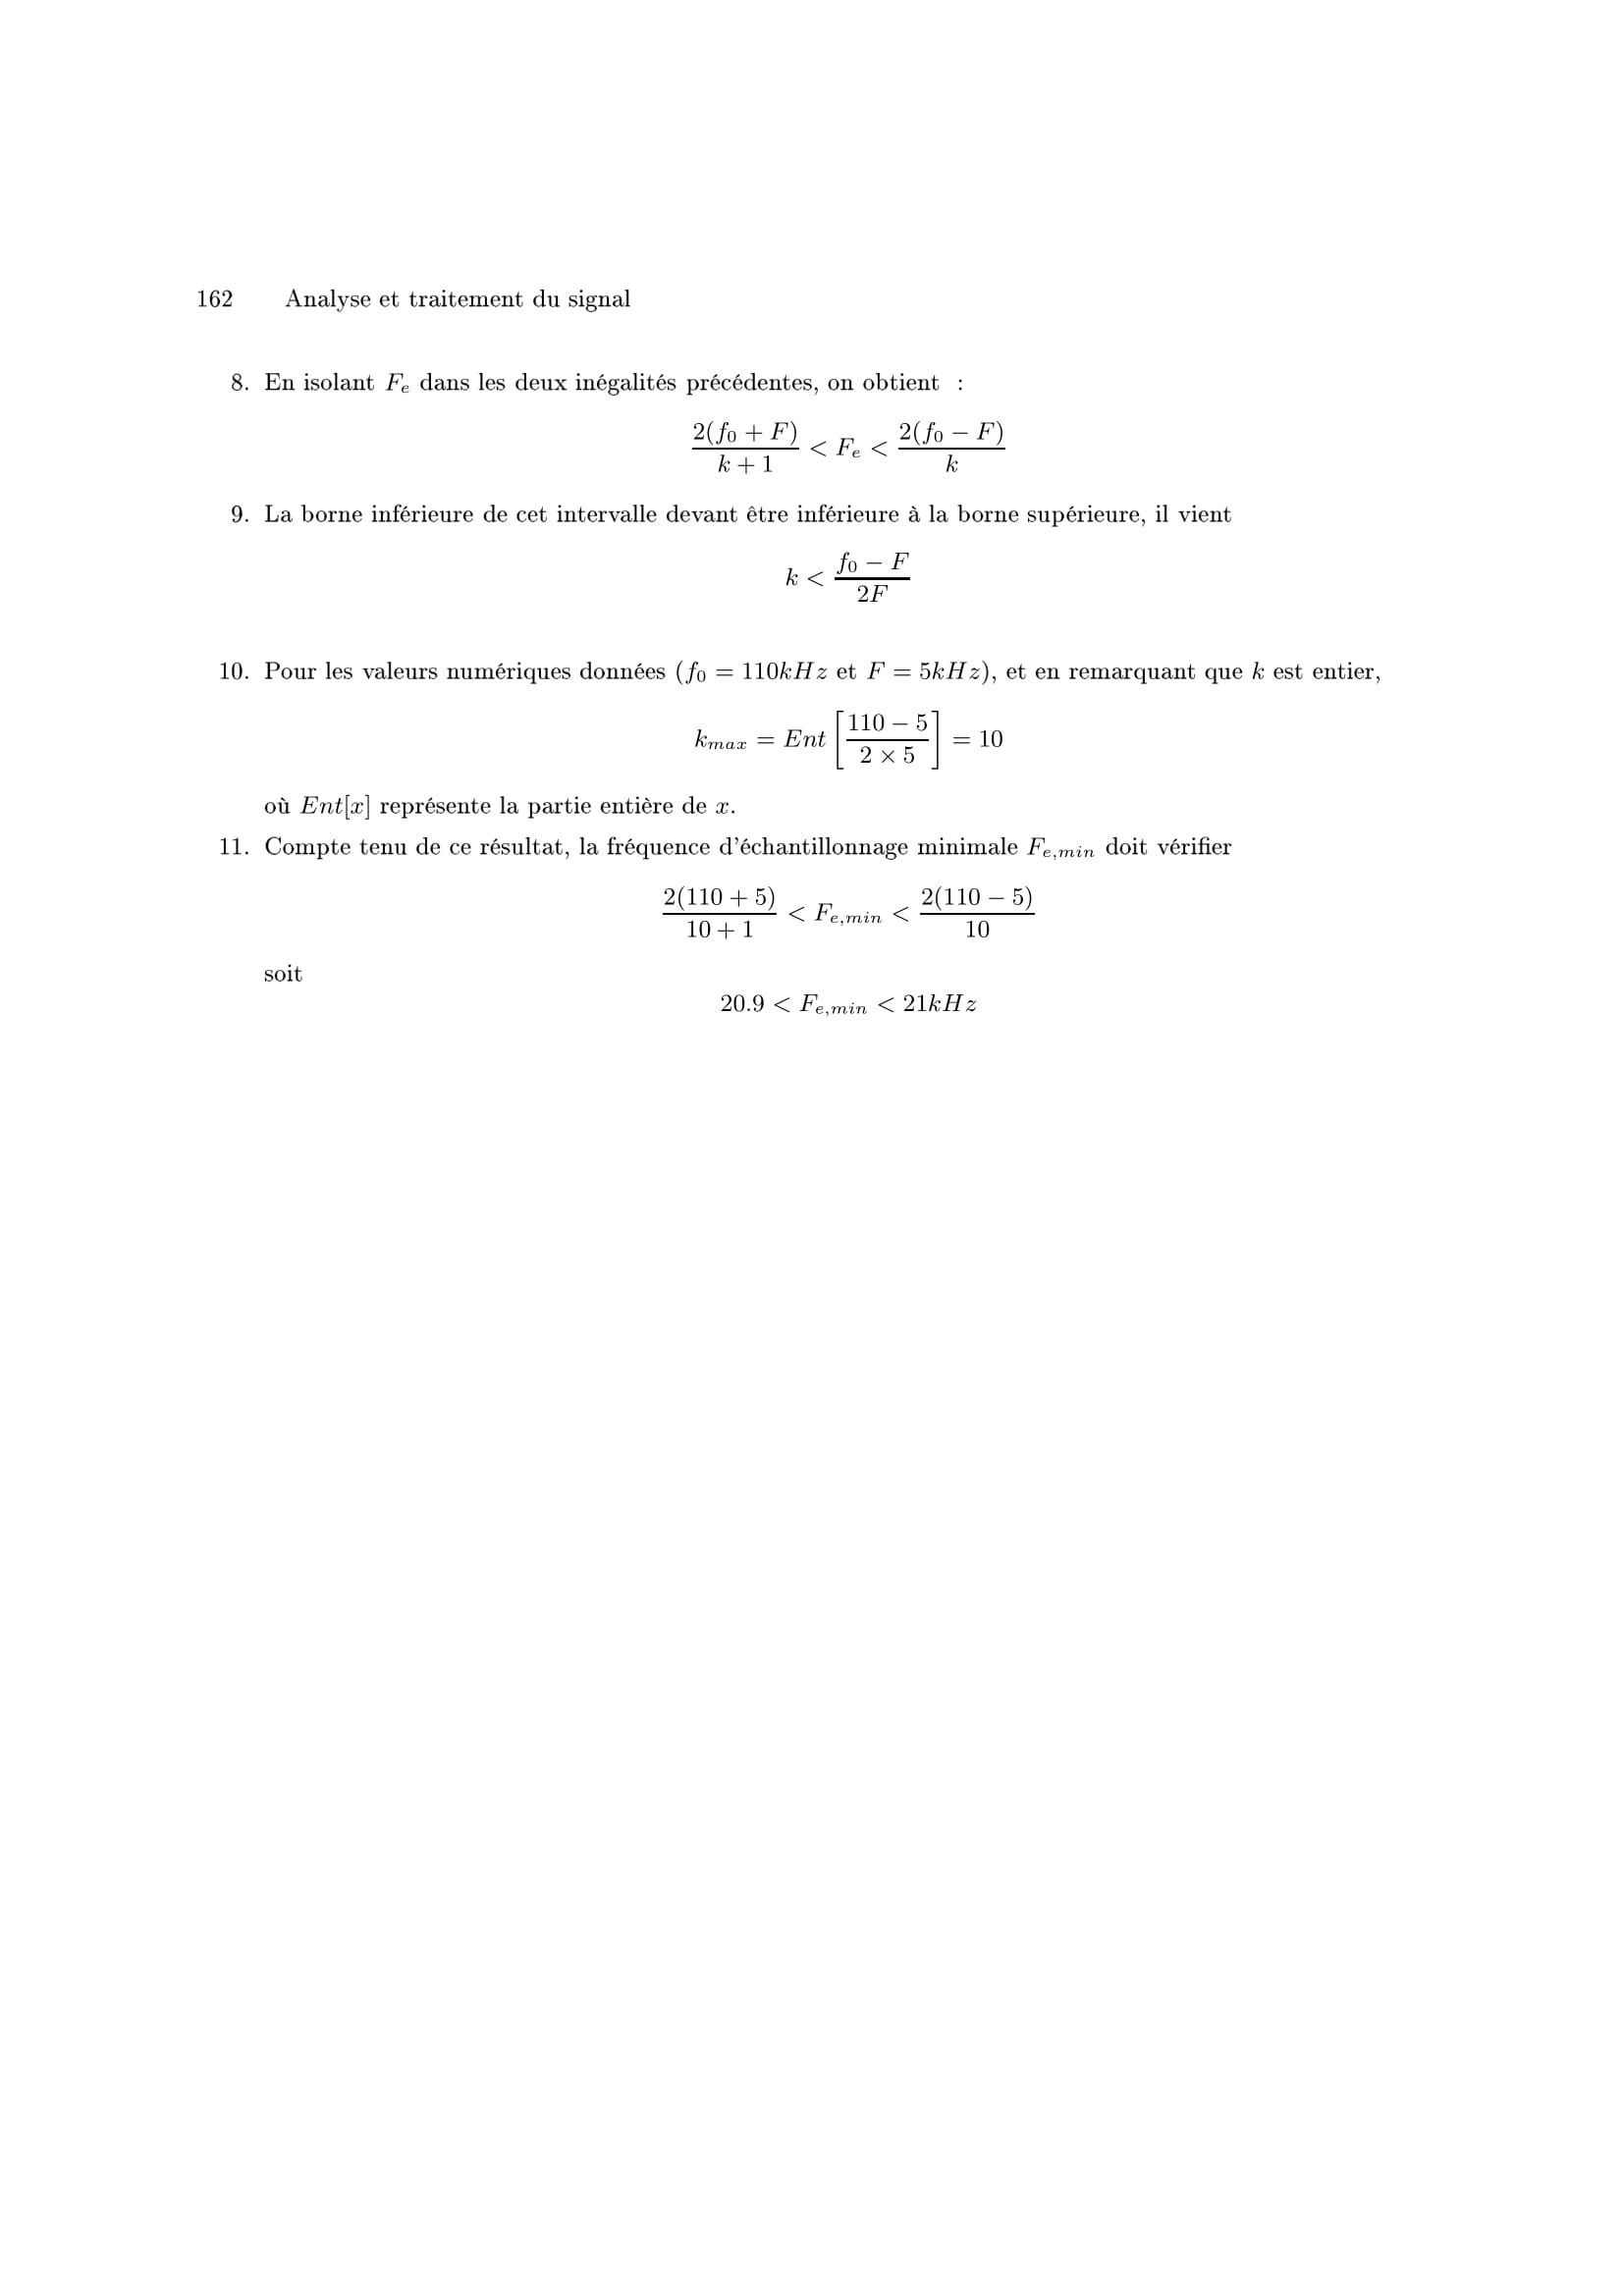 162 Analyse et traitement du signal
8. En isolant $F_e$ dans les deux inégalités précédentes, on obtient :
$$\frac{2(f_0 + F)}{k + 1} < F_e < \frac{2(f_0 - F)}{k}$$
9. La borne inférieure de cet intervalle devant être inférieure à la borne supérieure, il vient
$$k < \frac{f_0 - F}{2F}$$
10. Pour les valeurs numériques données ($f_0 = 110kHz$ et $F = 5kHz$), et en remarquant que $k$ est entier,
$$k_{max} = Ent\left[\frac{110 - 5}{2 \times 5}\right] = 10$$
où $Ent[x]$ représente la partie entière de $x$.
11. Compte tenu de ce résultat, la fréquence d'échantillonnage minimale $F_{e,min}$ doit vérifier
$$\frac{2(110 + 5)}{10 + 1} < F_{e,min} < \frac{2(110 - 5)}{10}$$
soit
$$20.9 < F_{e,min} < 21kHz$$